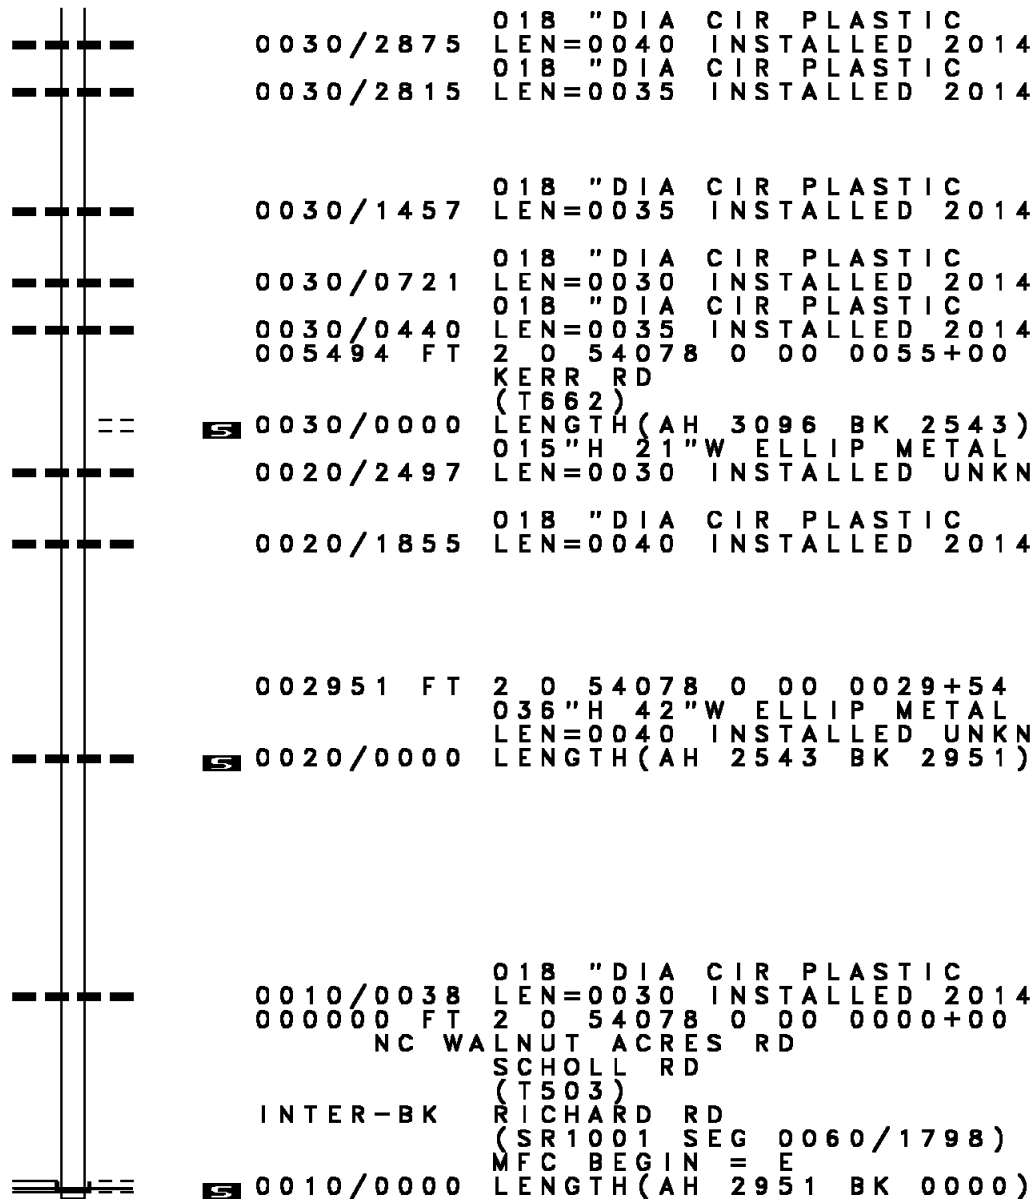 018 "DIA CIR PLASTIC
0030/2875 LEN=0040 INSTALLED 2014
018 "DIA CIR PLASTIC
0030/2815 LEN=0035 INSTALLED 2014
018 "DIA CIR PLASTIC
0030/1457 LEN=0035 INSTALLED 2014
018 "DIA CIR PLASTIC
0030/0721 LEN=0030 INSTALLED 2014
018 "DIA CIR PLASTIC
0030/0440 LEN=0035 INSTALLED 2014
005494 FT 2 0 54078 0 00 0055+00
KERR RD
(T662)
S 0030/0000 LENGTH(AH 3096 BK 2543)
015"H 21"W ELLIP METAL
0020/2497 LEN=0030 INSTALLED UNKN
018 "DIA CIR PLASTIC
0020/1855 LEN=0040 INSTALLED 2014
002951 FT 2 0 54078 0 00 0029+54
036"H 42"W ELLIP METAL
LEN=0040 INSTALLED UNKN
S 0020/0000 LENGTH(AH 2543 BK 2951)
018 "DIA CIR PLASTIC
0010/0038 LEN=0030 INSTALLED 2014
000000 FT 2 0 54078 0 00 0000+00
NC WALNUT ACRES RD
SCHOLL RD
(T503)
INTER-BK RICHARD RD
(SR1001 SEG 0060/1798)
MFC BEGIN = E
S 0010/0000 LENGTH(AH 2951 BK 0000)